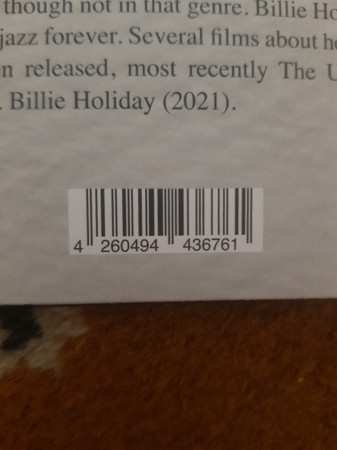 though not in that genre. Billie
jazz forever. Several films about
released, most recently The
Billie Holiday (2021).
4 260494 436761